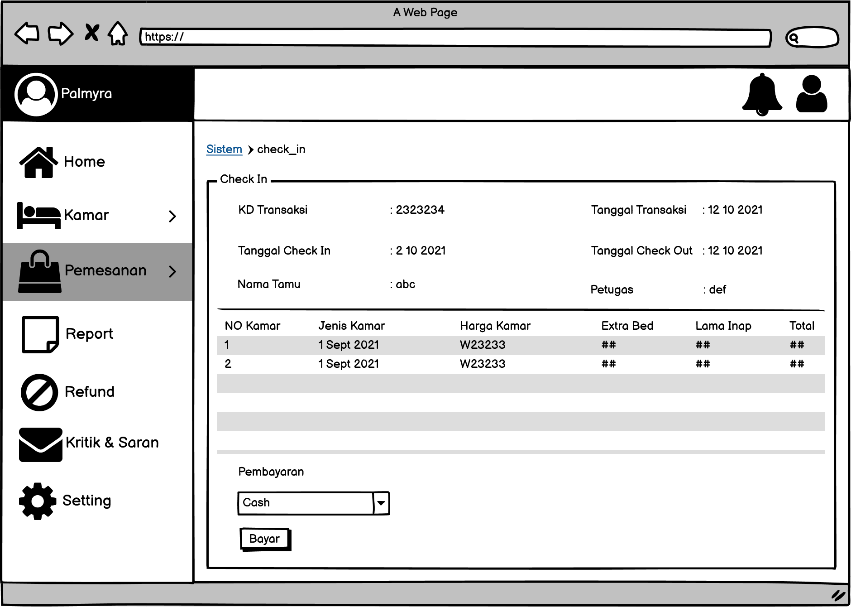 A Web Page
https://
Palmyra
Home
Kamar
Pemesanan
Report
Refund
Kritik & Saran
Setting
Sistem > check_in
Check In
KD Transaksi : 2323234 Tanggal Transaksi : 12 10 2021
Tanggal Check In : 2 10 2021 Tanggal Check Out : 12 10 2021
Nama Tamu : abc Petugas : def
NO Kamar Jenis Kamar Harga Kamar Extra Bed Lama Inap Total
1 1 Sept 2021 W23233 ## ## ##
2 1 Sept 2021 W23233 ## ## ##
Pembayaran
Cash
Bayar